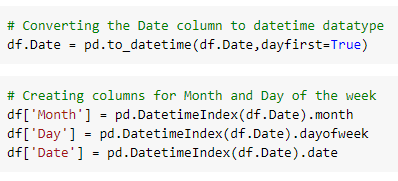 # Converting the Date column to datetime datatype
df.Date = pd.to_datetime(df.Date,dayfirst=True)
# Creating columns for Month and Day of the week
df['Month'] = pd.DatetimeIndex(df.Date).month
df['Day'] = pd.DatetimeIndex(df.Date).dayofweek
df['Date'] = pd.DatetimeIndex(df.Date).date